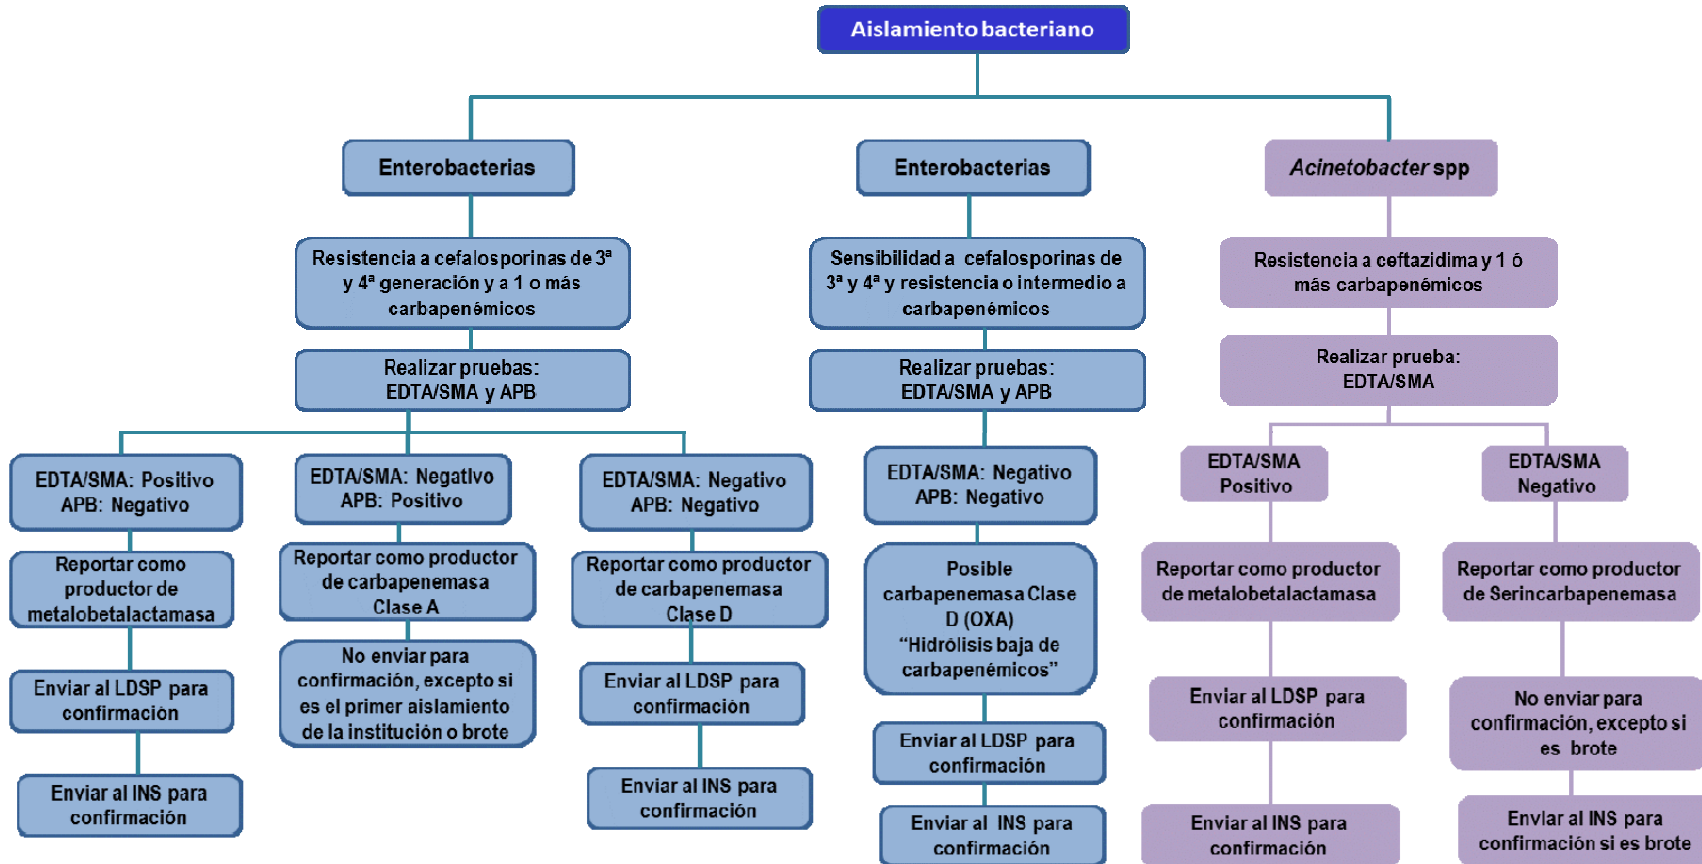 Aislamiento bacteriano
Enterobacterias
Enterobacterias
Acinetobacter spp
Resistencia a cefalosporinas de 3ª
y 4ª generación y a 1 o más
carbapenémicos
Sensibilidad a cefalosporinas de
3ª y 4ª y resistencia o intermedio a
carbapenémicos
Resistencia a ceftazidima y 1 ó
más carbapenémicos
Realizar pruebas:
EDTA/SMA y APB
Realizar pruebas:
EDTA/SMA y APB
Realizar prueba:
EDTA/SMA
EDTA/SMA: Positivo
APB: Negativo
EDTA/SMA: Negativo
APB: Positivo
EDTA/SMA: Negativo
APB: Negativo
EDTA/SMA: Negativo
APB: Negativo
EDTA/SMA
Positivo
EDTA/SMA
Negativo
Reportar como
productor de
metalobetalactamasa
Reportar como productor
de carbapenemasa
Clase A
Reportar como productor
de carbapenemasa
Clase D
Posible
carbapenemasa Clase
D (OXA)
“Hidrólisis baja de
carbapenémicos”
Reportar como productor
de metalobetalactamasa
Reportar como productor
de Serincarbapenemasa
Enviar al LDSP para
confirmación
No enviar para
confirmación, excepto si
es el primer aislamiento
de la institución o brote
Enviar al LDSP para
confirmación
Enviar al LDSP para
confirmación
Enviar al LDSP para
confirmación
No enviar para
confirmación, excepto si
es brote
Enviar al INS para
confirmación
Enviar al INS para
confirmación
Enviar al INS para
confirmación
Enviar al INS para
confirmación
Enviar al INS para
confirmación si es brote